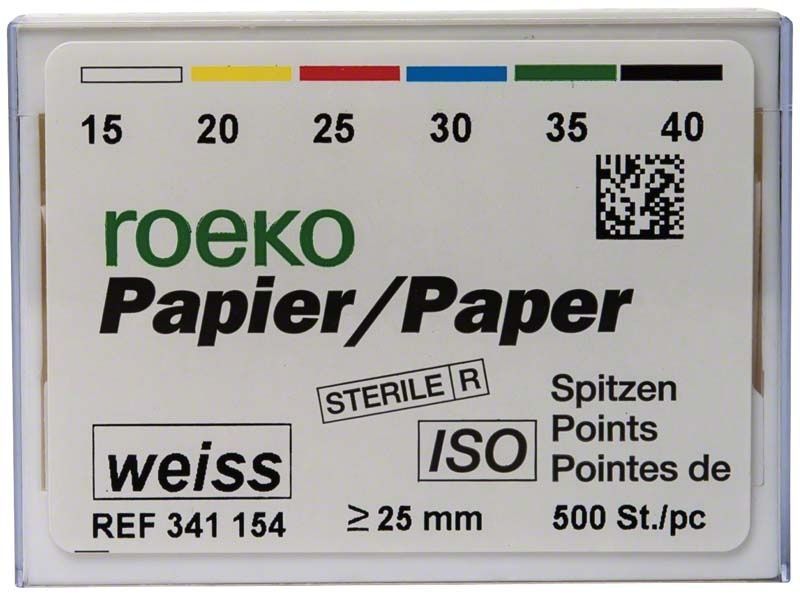 15 20 25 30 35 40
roeko
Papier/Paper
STERILE R
Spitzen
Points
Pointes de
weiss
ISO
REF 341 154
≥ 25 mm
500 St./pc